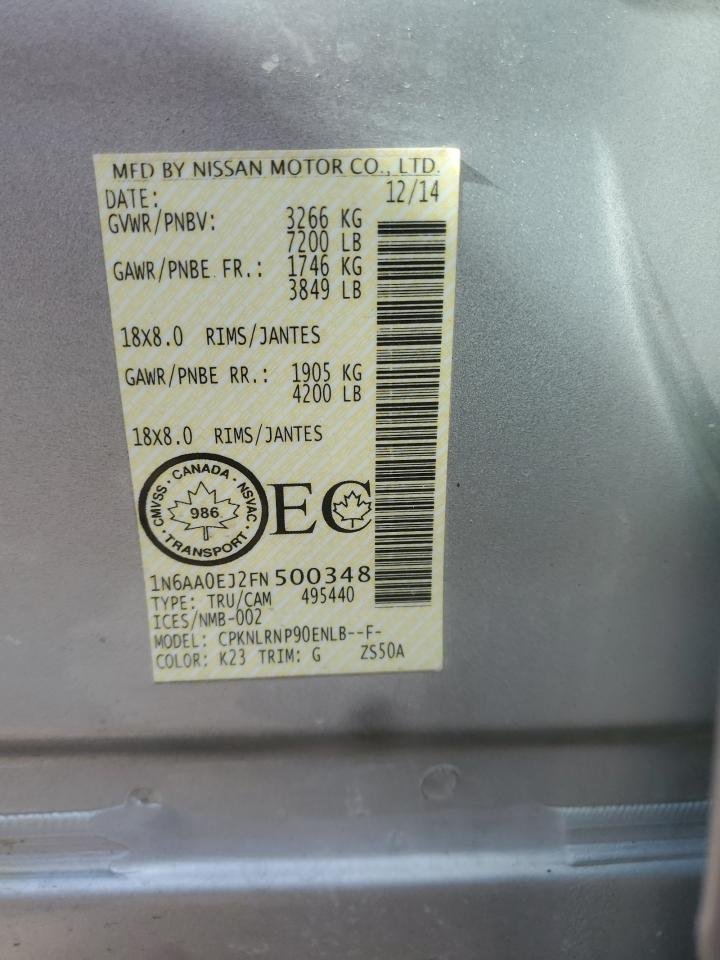 MFD BY NISSAN MOTOR CO., LTD.
DATE: 12/14
GVWR/PNBV: 3266 KG
7200 LB
GAWR/PNBE FR.: 1746 KG
3849 LB
18X8.0 RIMS/JANTES
GAWR/PNBE RR.: 1905 KG
4200 LB
18X8.0 RIMS/JANTES
CMVSS · CANADA · NSVAC · TRANSPORT ·
986
EC
1N6AA0EJ2FN500348
TYPE: TRU/CAM 495440
ICES/NMB-002
MODEL: CPKNLRNP90ENLB--F-
COLOR: K23 TRIM: G ZS50A